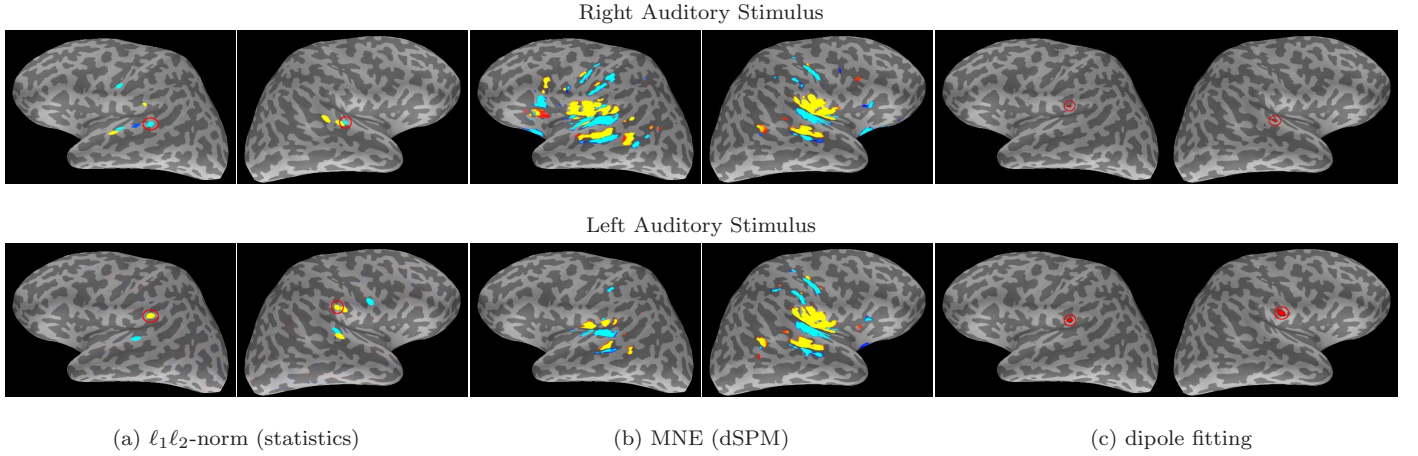 Right Auditory Stimulus
Left Auditory Stimulus
(a) ℓ₁ℓ₂-norm (statistics)
(b) MNE (dSPM)
(c) dipole fitting